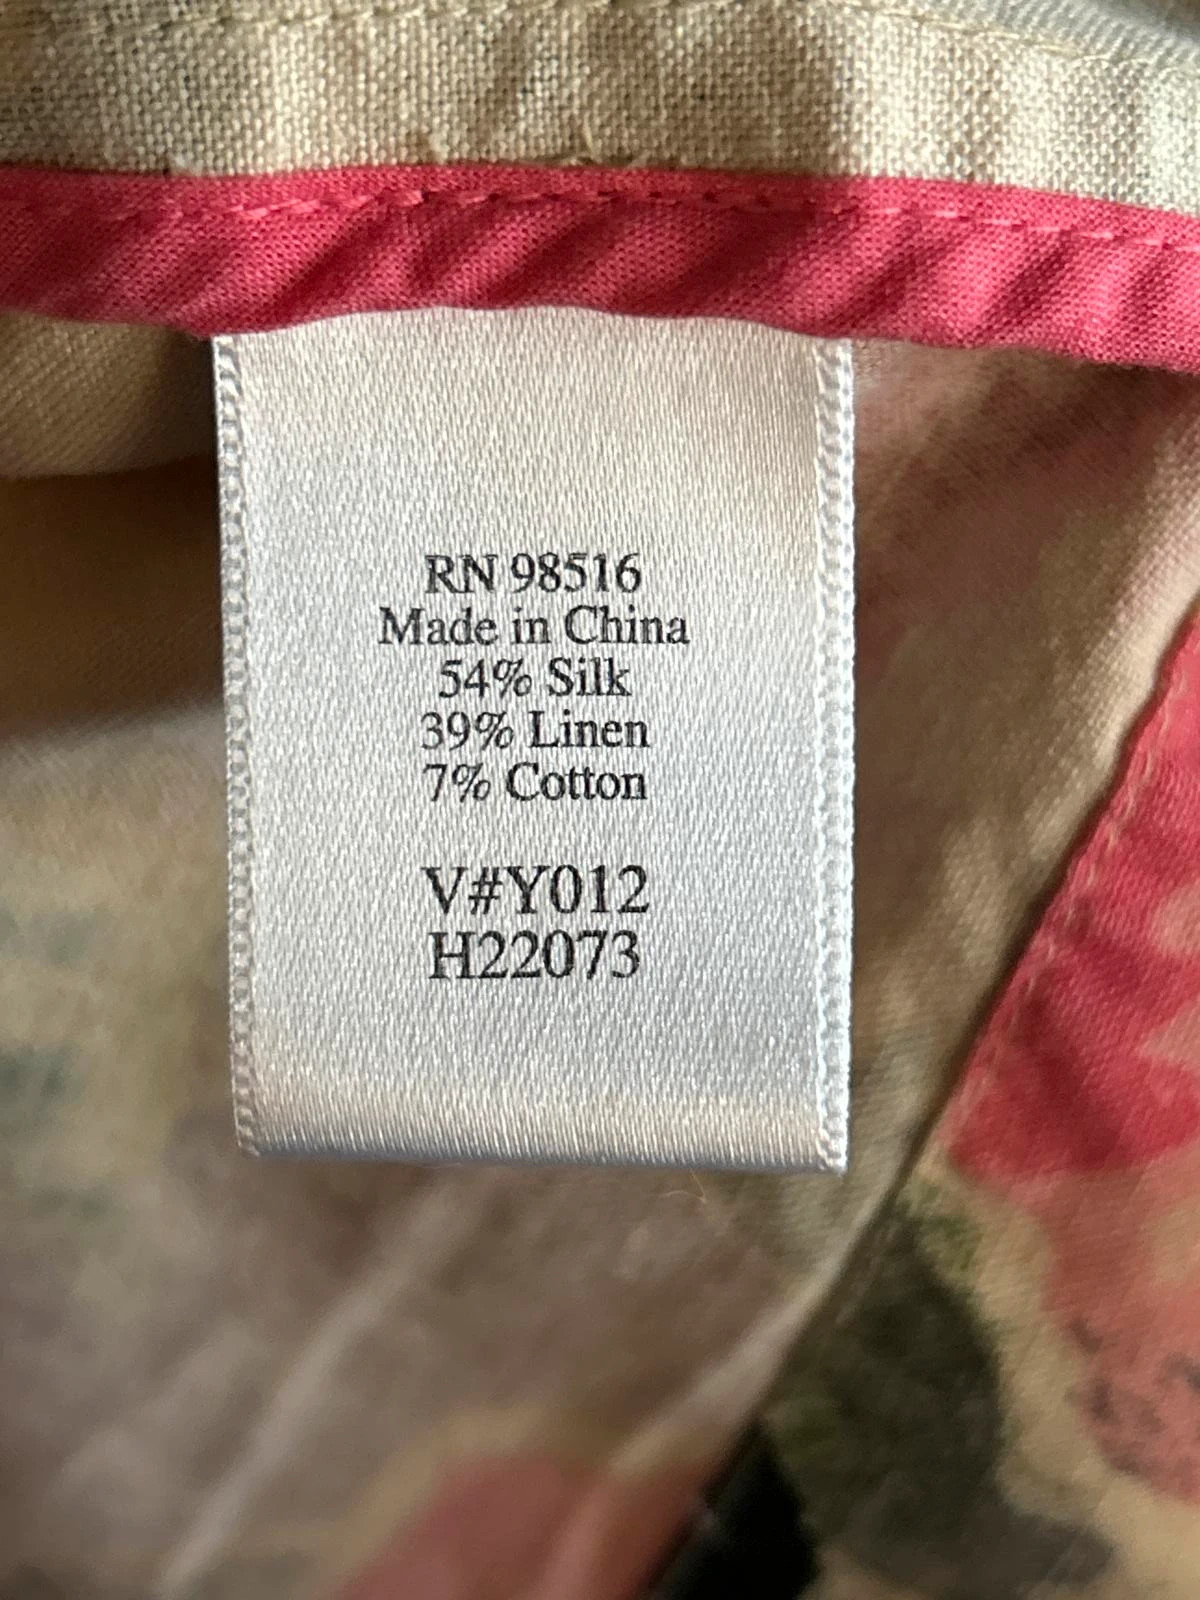 RN 98516
Made in China
54% Silk
39% Linen
7% Cotton
V#Y012
H22073